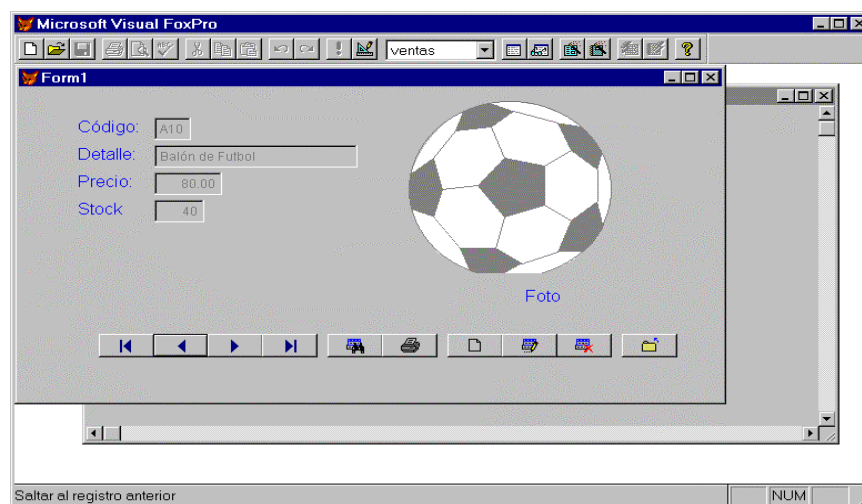 Microsoft Visual FoxPro
ventas
Form1
Código: A10
Detalle: Balón de Futbol
Precio: 80.00
Stock 40
Foto
Saltar al registro anterior
NUM